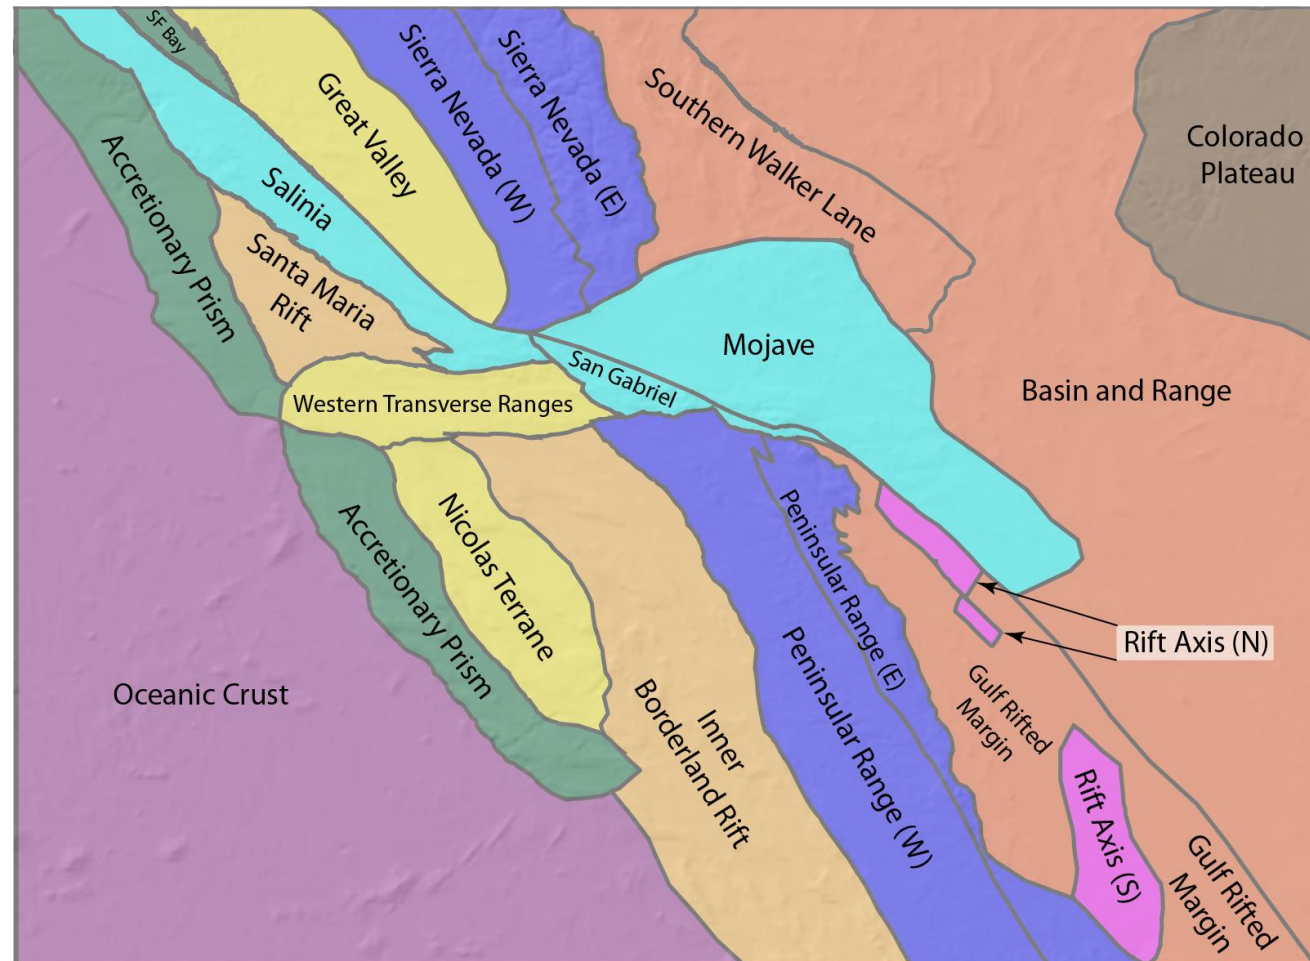 SF Bay
Great Valley
Sierra Nevada (W)
Sierra Nevada (E)
Southern Walker Lane
Colorado
Plateau
Accretionary Prism
Salinia
Santa Maria
Rift
Mojave
San Gabriel
Basin and Range
Western Transverse Ranges
Accretionary Prism
Nicolas Terrane
Peninsular Range (E)
Rift Axis (N)
Oceanic Crust
Inner
Borderland Rift
Peninsular Range (W)
Gulf Rifted
Margin
Rift Axis (S)
Gulf Rifted
Margin